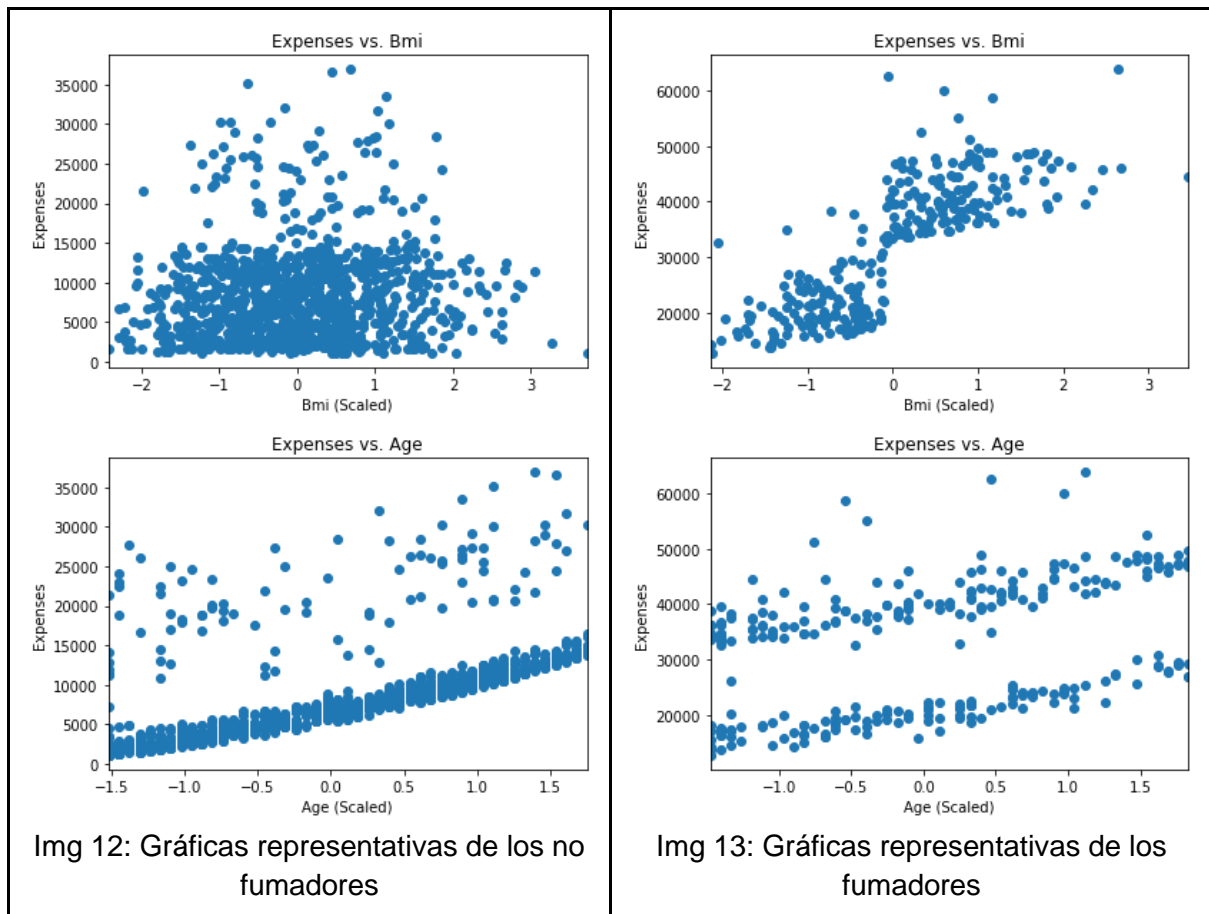 Expenses vs. Bmi
35000
30000
25000
20000
15000
10000
5000
0
Expenses
−2 −1 0 1 2 3
Bmi (Scaled)
Expenses vs. Age
35000
30000
25000
20000
15000
10000
5000
0
Expenses
−1.5 −1.0 −0.5 0.0 0.5 1.0 1.5
Age (Scaled)
Img 12: Gráficas representativas de los no
fumadores
Expenses vs. Bmi
60000
50000
40000
30000
20000
Expenses
−2 −1 0 1 2 3
Bmi (Scaled)
Expenses vs. Age
60000
50000
40000
30000
20000
Expenses
−1.0 −0.5 0.0 0.5 1.0 1.5
Age (Scaled)
Img 13: Gráficas representativas de los
fumadores